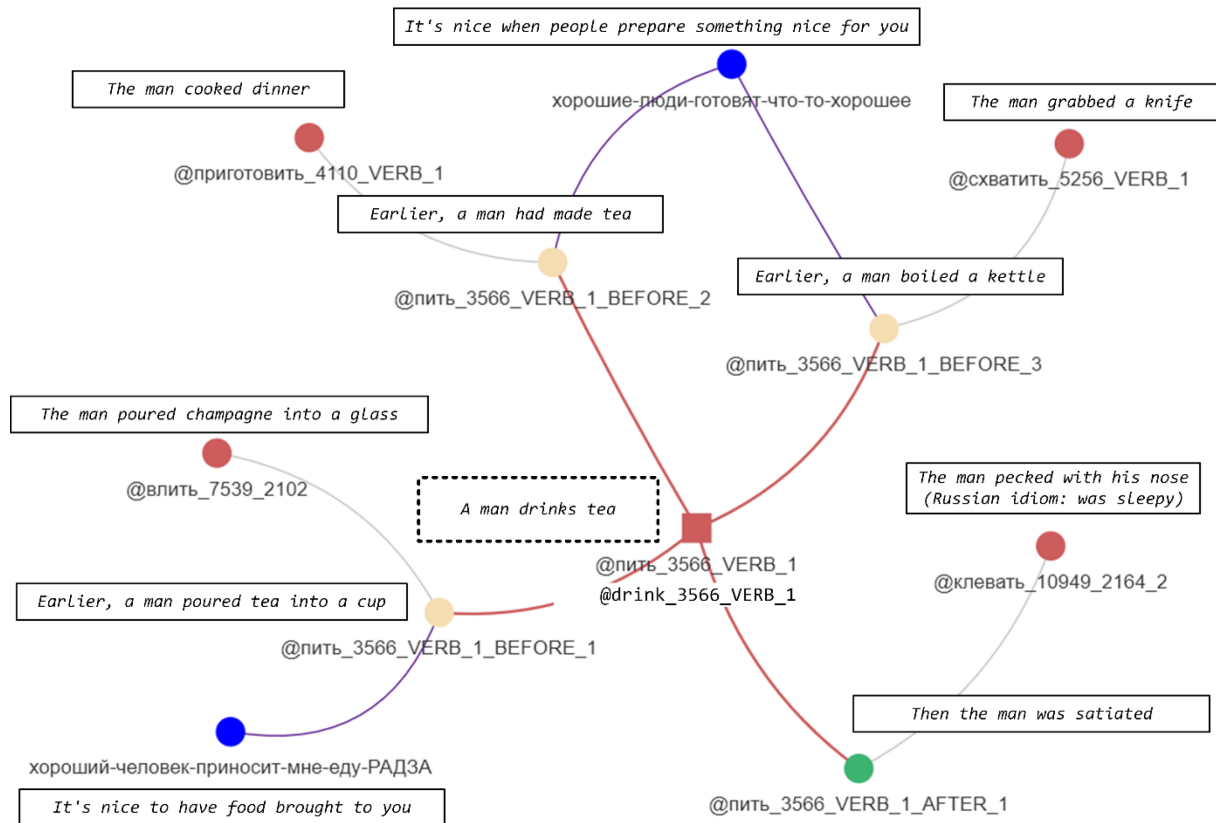 It's nice when people prepare something nice for you
The man cooked dinner
хорошие-люди-готовят-что-то-хорошее
The man grabbed a knife
@приготовить_4110_VERB_1
@схватить_5256_VERB_1
Earlier, a man had made tea
Earlier, a man boiled a kettle
@пить_3566_VERB_1_BEFORE_2
@пить_3566_VERB_1_BEFORE_3
The man poured champagne into a glass
@влить_7539_2102
The man pecked with his nose
(Russian idiom: was sleepy)
A man drinks tea
@пить_3566_VERB_1
@клевать_10949_2164_2
@drink_3566_VERB_1
Earlier, a man poured tea into a cup
@пить_3566_VERB_1_BEFORE_1
Then the man was satiated
хороший-человек-приносит-мне-еду-РАДЗА
@пить_3566_VERB_1_AFTER_1
It's nice to have food brought to you